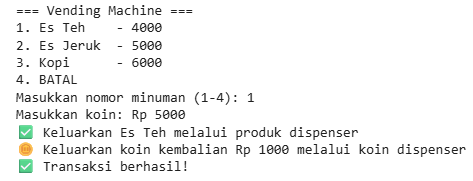 === Vending Machine ===
1. Es Teh    - 4000
2. Es Jeruk  - 5000
3. Kopi      - 6000
4. BATAL
Masukkan nomor minuman (1-4): 1
Masukkan koin: Rp 5000
✅ Keluarkan Es Teh melalui produk dispenser
🪙 Keluarkan koin kembalian Rp 1000 melalui koin dispenser
✅ Transaksi berhasil!